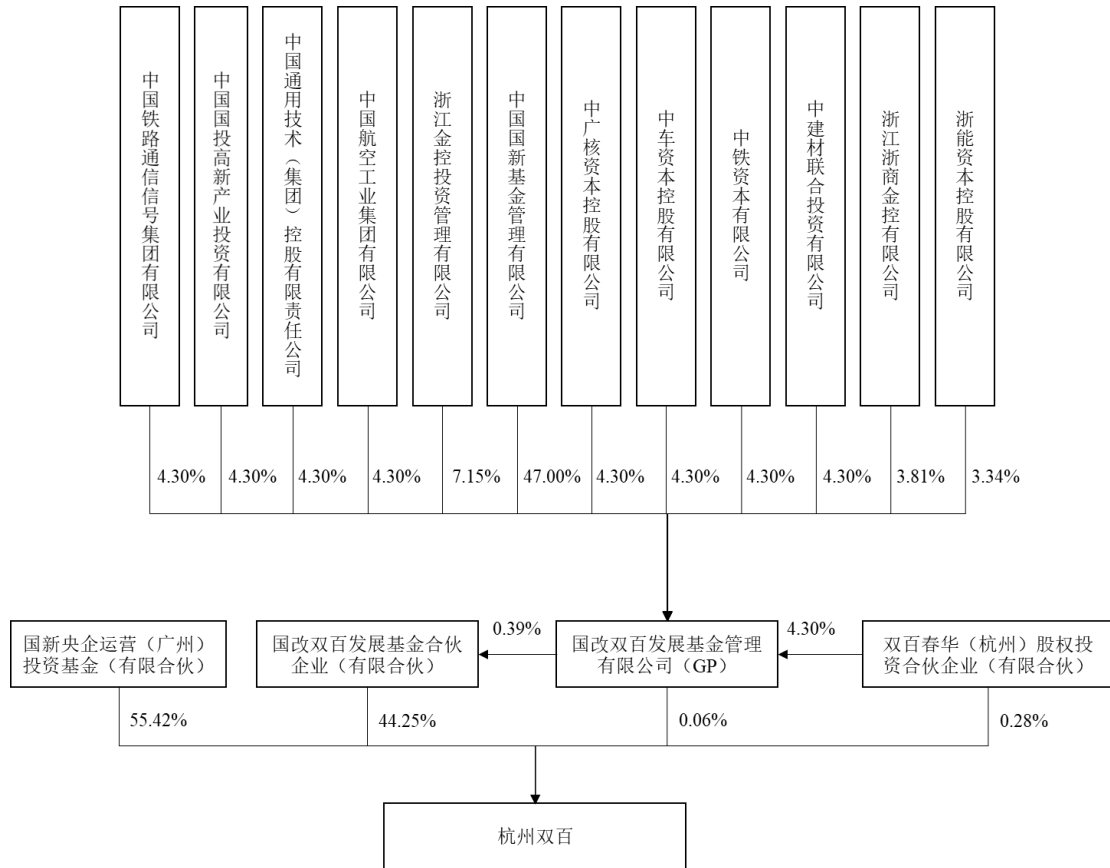 中国铁路通信信号集团有限公司
中国国投高新产业投资有限公司
中国通用技术（集团）控股有限责任公司
中国航空工业集团有限公司
浙江金控投资管理有限公司
中国国新基金管理有限公司
中广核资本控股有限公司
中车资本控股有限公司
中铁资本有限公司
中建材联合投资有限公司
浙江浙商金控有限公司
浙能资本控股有限公司
4.30%
4.30%
4.30%
4.30%
7.15%
47.00%
4.30%
4.30%
4.30%
4.30%
3.81%
3.34%
国新央企运营（广州）
投资基金（有限合伙）
国改双百发展基金合伙
企业（有限合伙）
0.39%
国改双百发展基金管理
有限公司（GP）
4.30%
双百春华（杭州）股权投
资合伙企业（有限合伙）
55.42%
44.25%
0.06%
0.28%
杭州双百